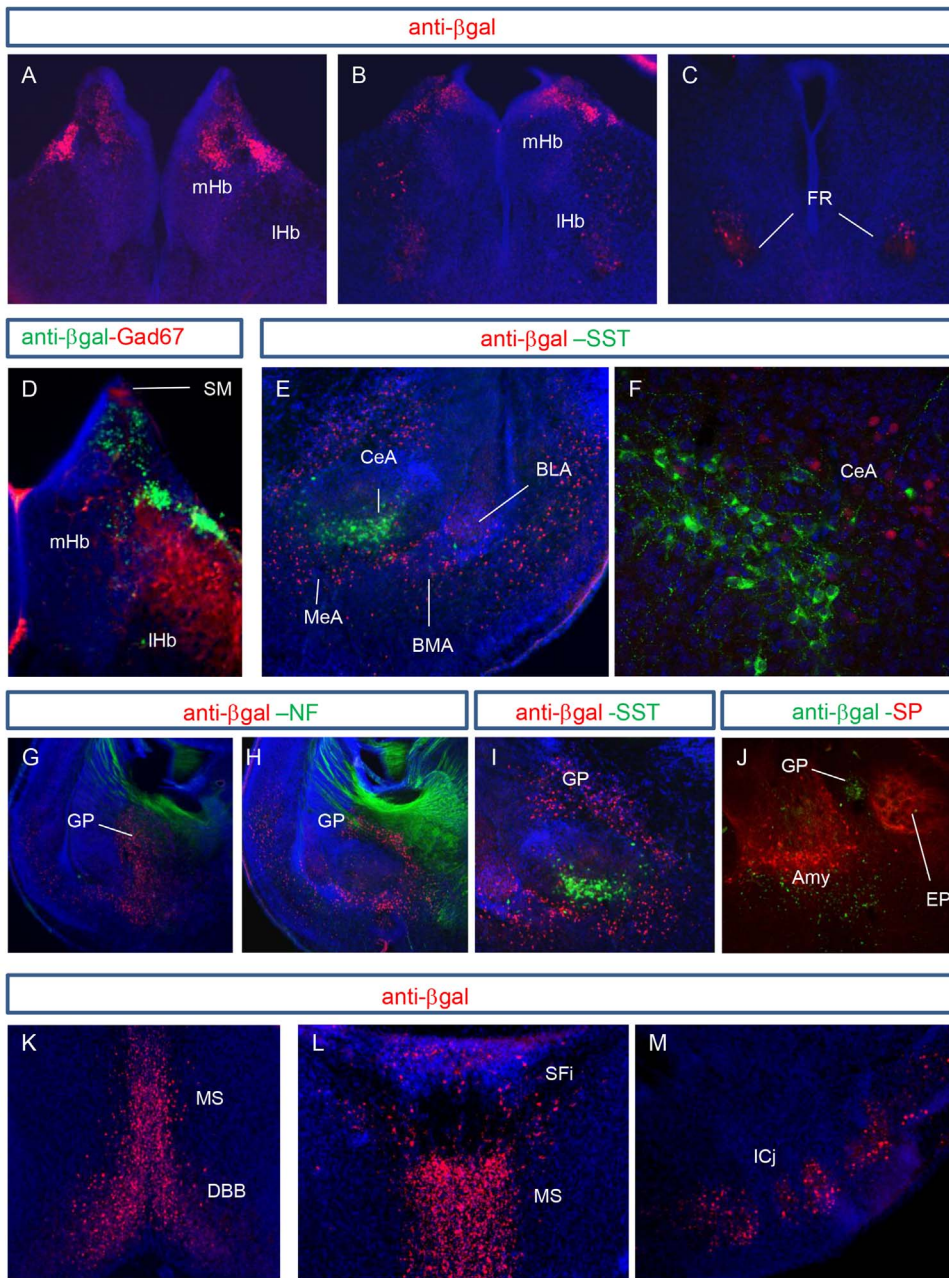 anti-βgal
A
B
C
mHb
lHb
mHb
lHb
FR
anti-βgal-Gad67
anti-βgal –SST
D
SM
mHb
lHb
E
CeA
BLA
MeA
BMA
F
CeA
anti-βgal –NF
anti-βgal -SST
anti-βgal -SP
G
GP
H
GP
I
GP
J
GP
Amy
EP
anti-βgal
K
MS
DBB
L
SFi
MS
M
ICj